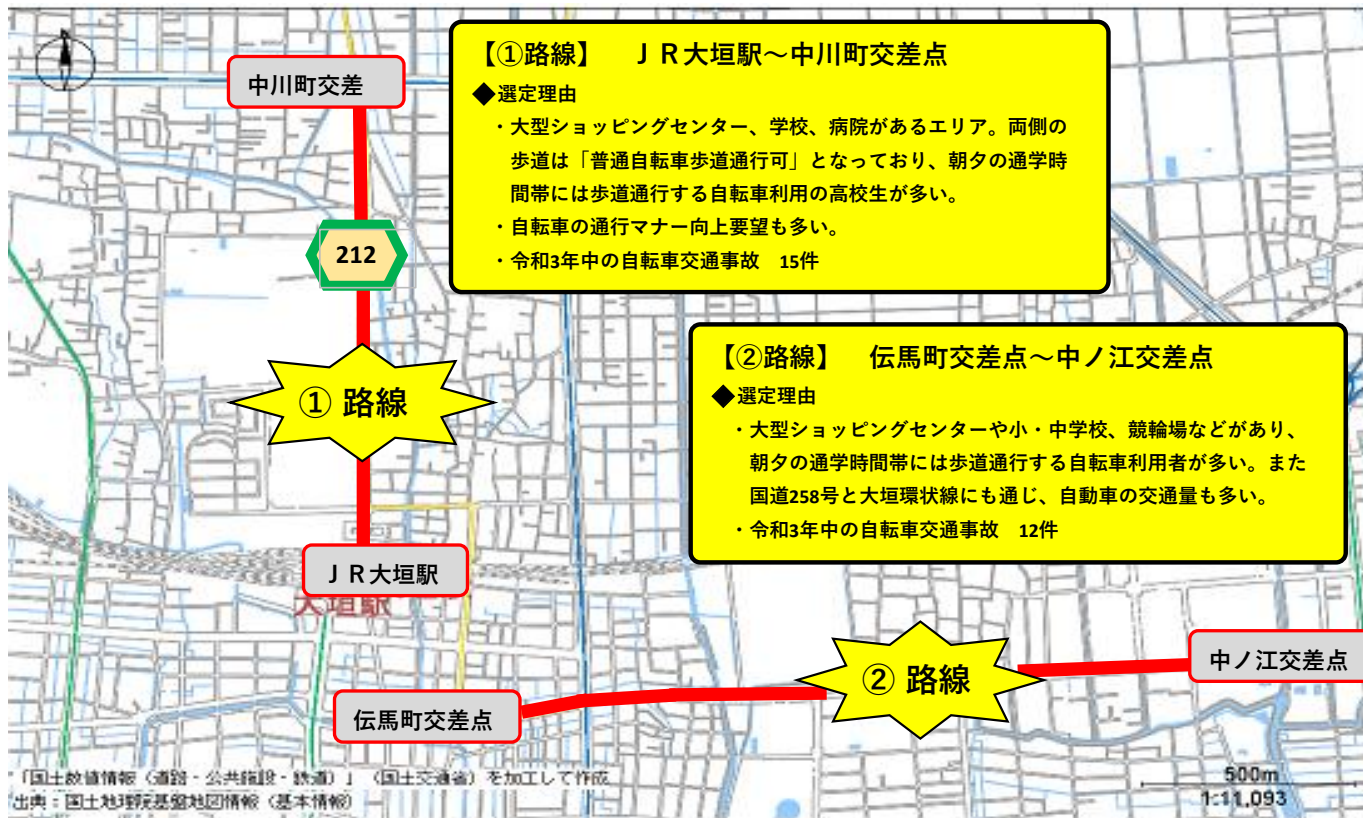 中川町交差
【①路線】　ＪＲ大垣駅～中川町交差点
◆選定理由
・大型ショッピングセンター、学校、病院があるエリア。両側の
歩道は「普通自転車歩道通行可」となっており、朝夕の通学時
間帯には歩道通行する自転車利用の高校生が多い。
・自転車の通行マナー向上要望も多い。
・令和3年中の自転車交通事故　15件
212
① 路線
【②路線】　伝馬町交差点～中ノ江交差点
◆選定理由
・大型ショッピングセンターや小・中学校、競輪場などがあり、
朝夕の通学時間帯には歩道通行する自転車利用者が多い。また
国道258号と大垣環状線にも通じ、自動車の交通量も多い。
・令和3年中の自転車交通事故　12件
ＪＲ大垣駅
大垣駅
② 路線
中ノ江交差点
伝馬町交差点
「国土数値情報（道路・公共施設・鉄道）」（国土交通省）を加工して作成
出典：国土地理院基盤地図情報（基本情報）
500m
1:11,093